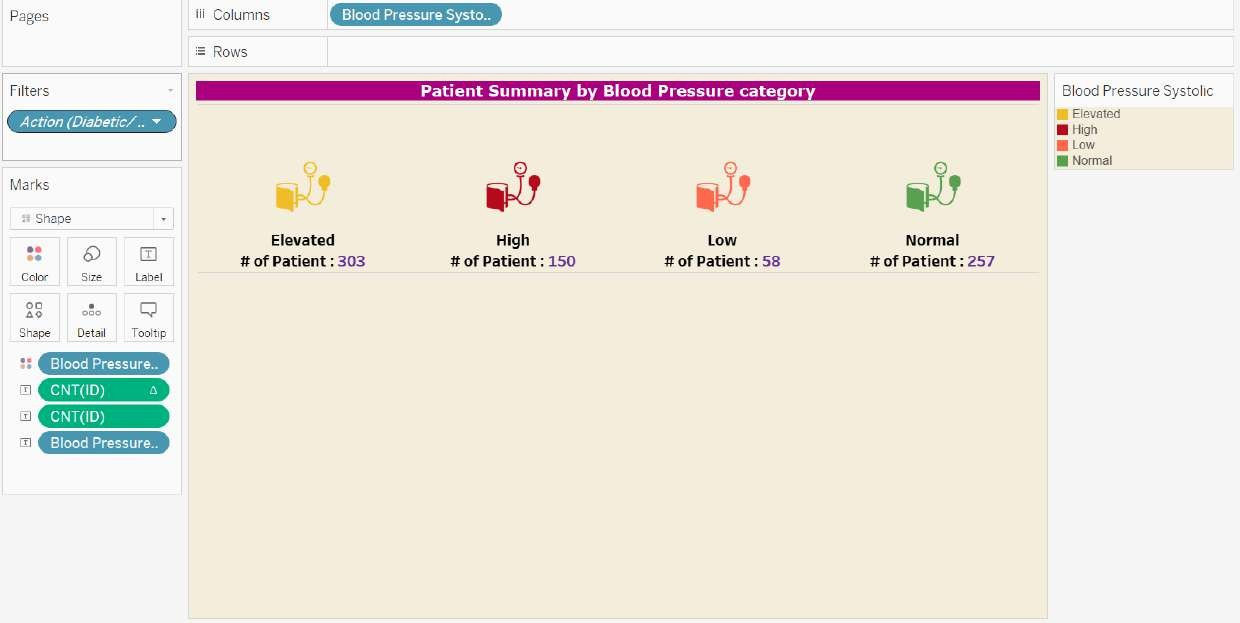 Pages
Columns
Blood Pressure Systo..
Rows
Filters
Action (Diabetic/ ..
Marks
Shape
Color
Size
Label
Shape
Detail
Tooltip
Blood Pressure..
CNT(ID) Δ
CNT(ID)
Blood Pressure..
Patient Summary by Blood Pressure category
Elevated
# of Patient : 303
High
# of Patient : 150
Low
# of Patient : 58
Normal
# of Patient : 257
Blood Pressure Systolic
Elevated
High
Low
Normal